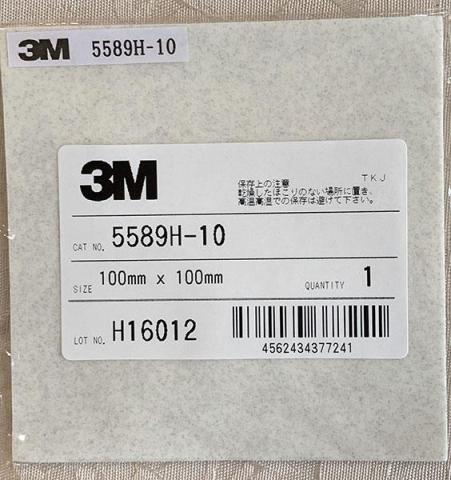 3M 5589H-10
3M
TKJ
保存上の注意
乾燥したほこりのない場所に置き、
高温高湿での保存は避けて下さい。
CAT NO. 5589H-10
SIZE 100mm x 100mm QUANTITY 1
LOT NO. H16012
4562434377241